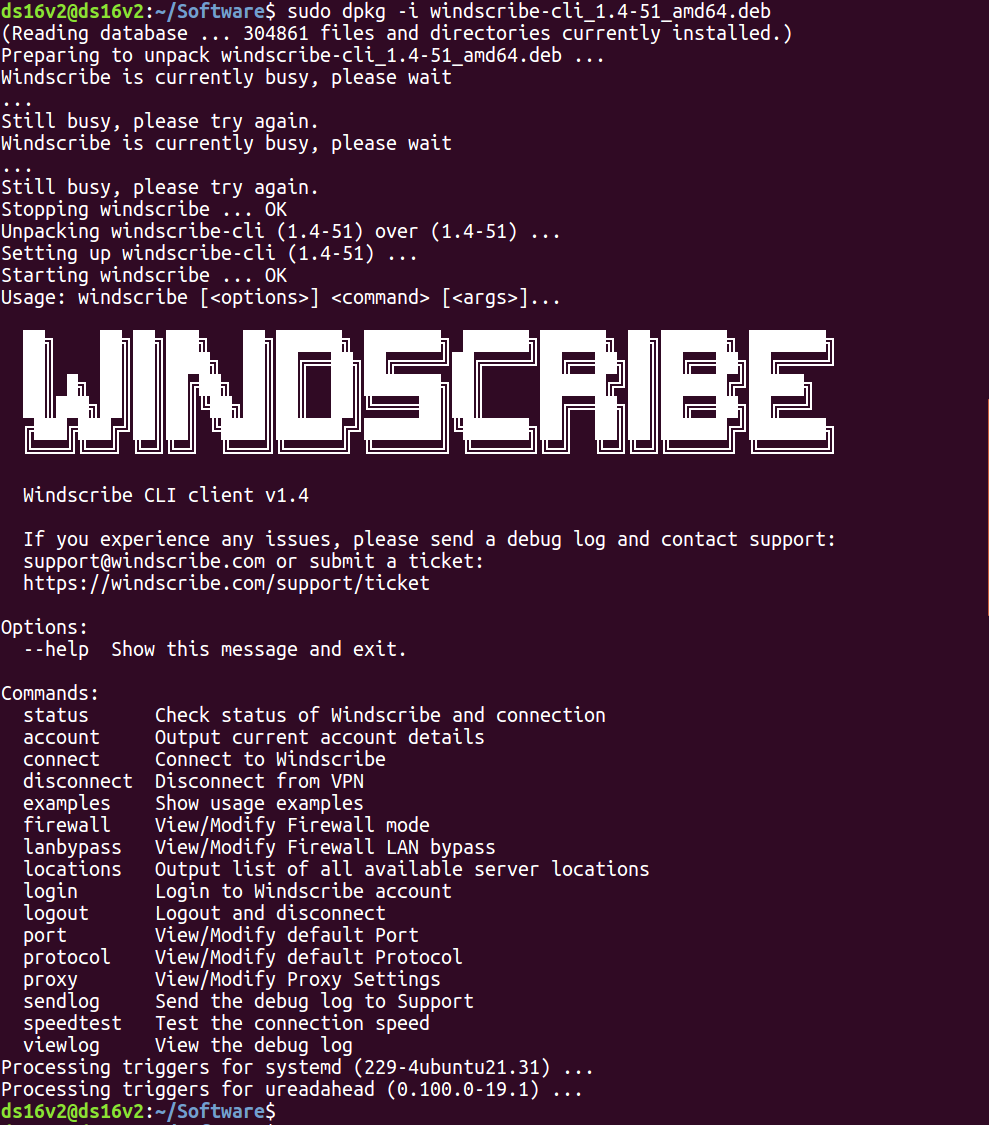 ds16v2@ds16v2:~/Software$ sudo dpkg -i windscribe-cli_1.4-51_amd64.deb
(Reading database ... 304861 files and directories currently installed.)
Preparing to unpack windscribe-cli_1.4-51_amd64.deb ...
Windscribe is currently busy, please wait
...
Still busy, please try again.
Windscribe is currently busy, please wait
...
Still busy, please try again.
Stopping windscribe ... OK
Unpacking windscribe-cli (1.4-51) over (1.4-51) ...
Setting up windscribe-cli (1.4-51) ...
Starting windscribe ... OK
Usage: windscribe [<options>] <command> [<args>]...
WINDSCRIBE
Windscribe CLI client v1.4
If you experience any issues, please send a debug log and contact support:
support@windscribe.com or submit a ticket:
https://windscribe.com/support/ticket
Options:
--help  Show this message and exit.
Commands:
status      Check status of Windscribe and connection
account     Output current account details
connect     Connect to Windscribe
disconnect  Disconnect from VPN
examples    Show usage examples
firewall    View/Modify Firewall mode
lanbypass   View/Modify Firewall LAN bypass
locations   Output list of all available server locations
login       Login to Windscribe account
logout      Logout and disconnect
port        View/Modify default Port
protocol    View/Modify default Protocol
proxy       View/Modify Proxy Settings
sendlog     Send the debug log to Support
speedtest   Test the connection speed
viewlog     View the debug log
Processing triggers for systemd (229-4ubuntu21.31) ...
Processing triggers for ureadahead (0.100.0-19.1) ...
ds16v2@ds16v2:~/Software$